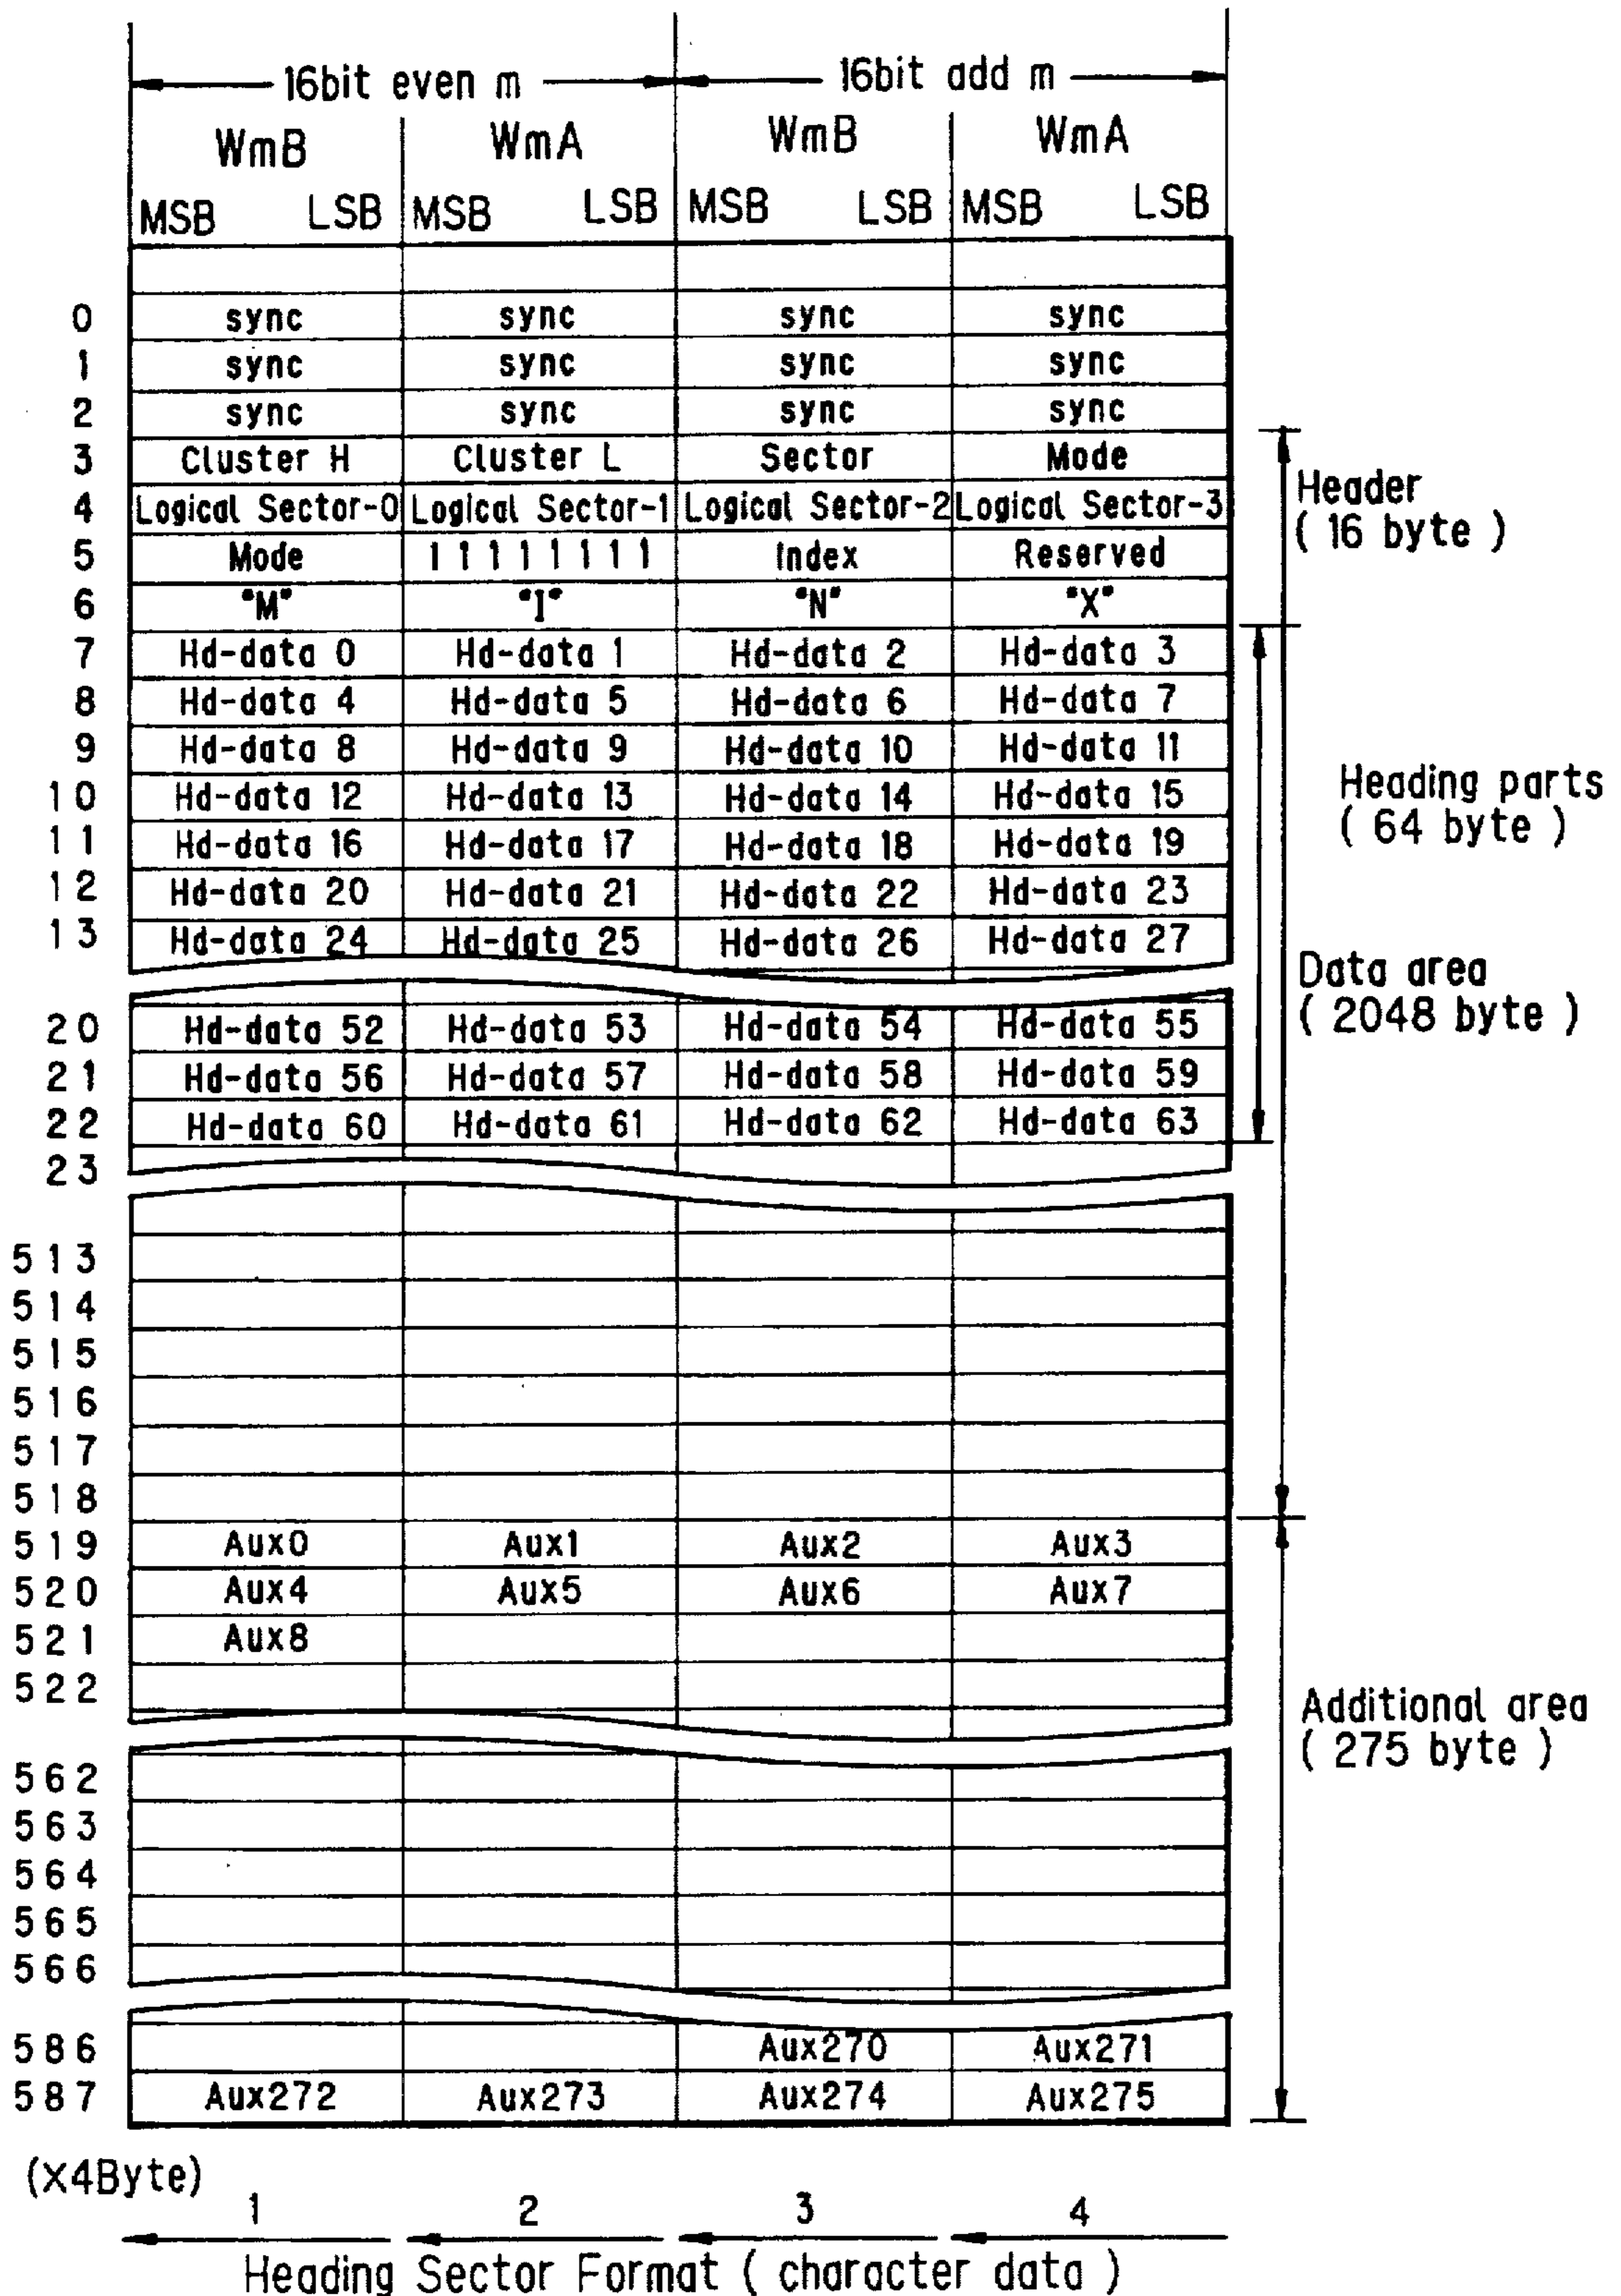 16bit even m 16bit add m
WmB WmA WmB WmA
MSB LSB MSB LSB MSB LSB MSB LSB
0 sync sync sync sync
1 sync sync sync sync
2 sync sync sync sync
3 Cluster H Cluster L Sector Mode
4 Logical Sector-0 Logical Sector-1 Logical Sector-2 Logical Sector-3
Header
( 16 byte )
5 Mode 1 1 1 1 1 1 1 1 Index Reserved
6 "M" "I" "N" "X"
7 Hd-data 0 Hd-data 1 Hd-data 2 Hd-data 3
8 Hd-data 4 Hd-data 5 Hd-data 6 Hd-data 7
9 Hd-data 8 Hd-data 9 Hd-data 10 Hd-data 11
10 Hd-data 12 Hd-data 13 Hd-data 14 Hd-data 15
Heading parts
( 64 byte )
11 Hd-data 16 Hd-data 17 Hd-data 18 Hd-data 19
12 Hd-data 20 Hd-data 21 Hd-data 22 Hd-data 23
13 Hd-data 24 Hd-data 25 Hd-data 26 Hd-data 27
Data area
( 2048 byte )
20 Hd-data 52 Hd-data 53 Hd-data 54 Hd-data 55
21 Hd-data 56 Hd-data 57 Hd-data 58 Hd-data 59
22 Hd-data 60 Hd-data 61 Hd-data 62 Hd-data 63
23
513
514
515
516
517
518
519 Aux0 Aux1 Aux2 Aux3
520 Aux4 Aux5 Aux6 Aux7
521 Aux8
522
Additional area
( 275 byte )
562
563
564
565
566
586 Aux270 Aux271
587 Aux272 Aux273 Aux274 Aux275
(X4Byte)
1 2 3 4
Heading Sector Format ( character data )